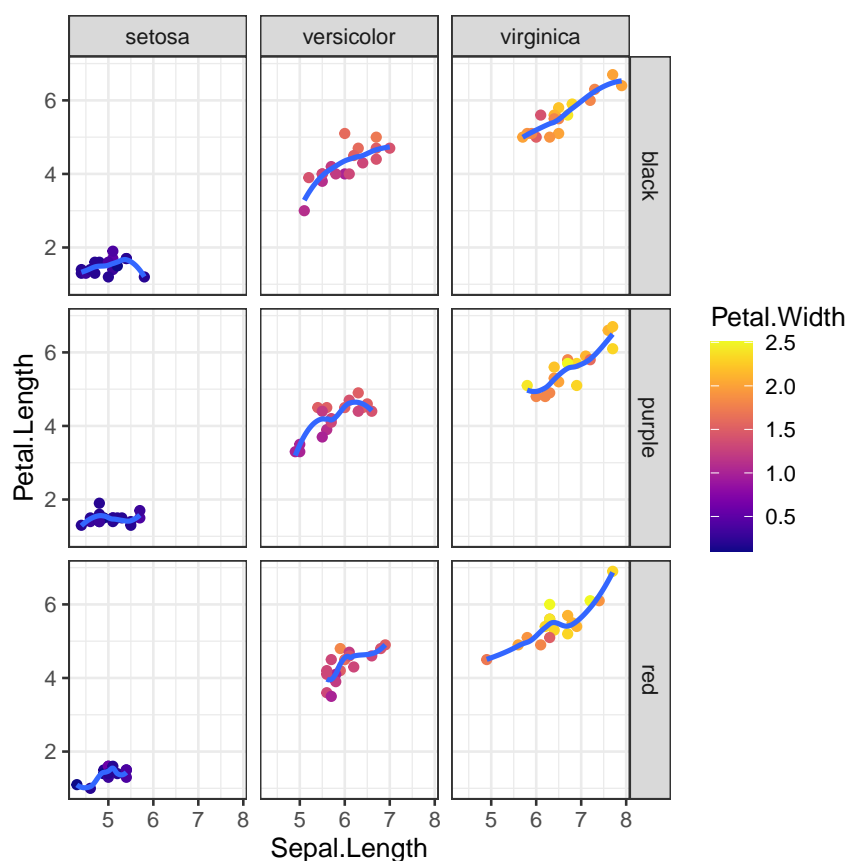 setosa
versicolor
virginica
6
4
2
black
6
4
2
purple
6
4
2
red
5 6 7 8
5 6 7 8
5 6 7 8
Sepal.Length
Petal.Length
Petal.Width
2.5
2.0
1.5
1.0
0.5